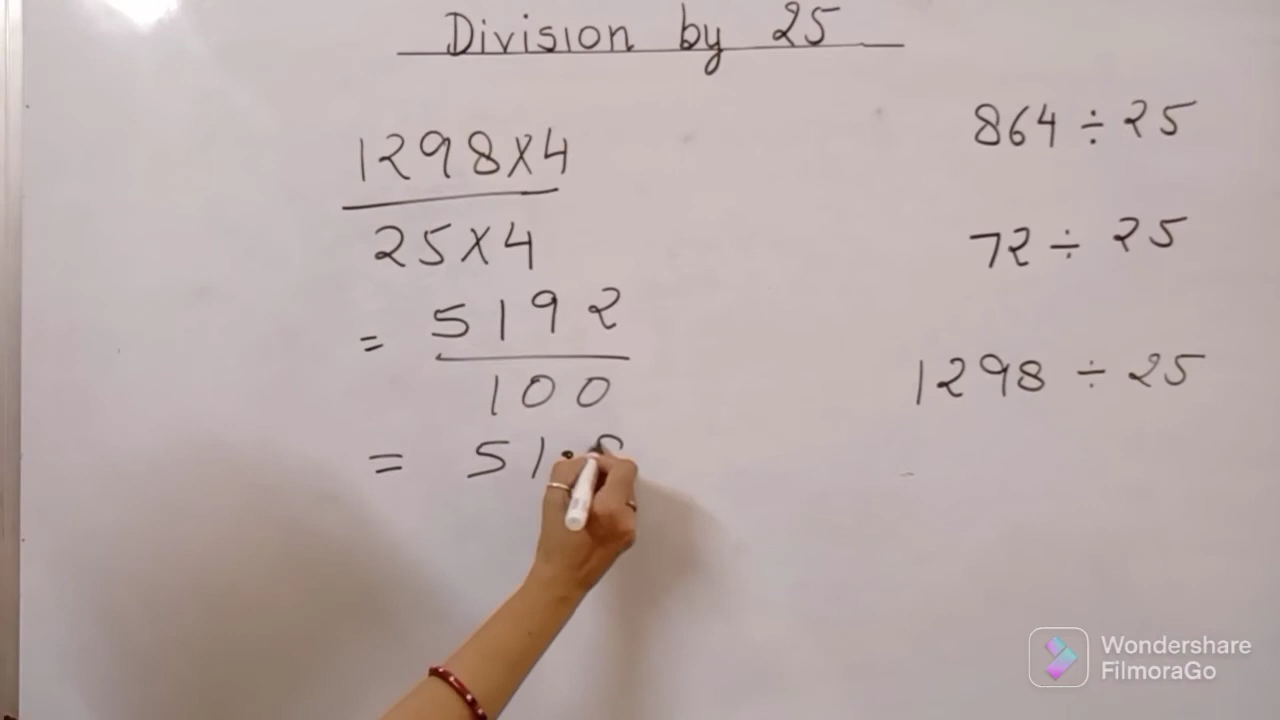 Division by 25
1298x4
25x4
= 5192
100
= 51.
864 ÷ 25
72 ÷ 25
1298 ÷ 25
Wondershare
FilmoraGo